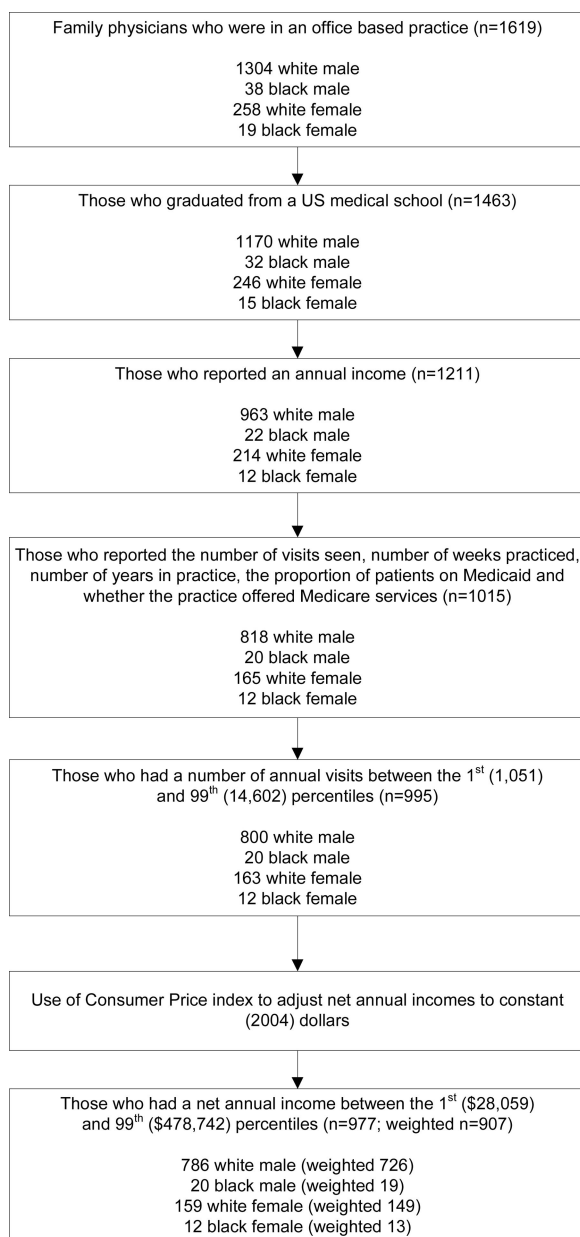 Family physicians who were in an office based practice (n=1619)
1304 white male
38 black male
258 white female
19 black female
Those who graduated from a US medical school (n=1463)
1170 white male
32 black male
246 white female
15 black female
Those who reported an annual income (n=1211)
963 white male
22 black male
214 white female
12 black female
Those who reported the number of visits seen, number of weeks practiced,
number of years in practice, the proportion of patients on Medicaid and
whether the practice offered Medicare services (n=1015)
818 white male
20 black male
165 white female
12 black female
Those who had a number of annual visits between the 1st (1,051)
and 99th (14,602) percentiles (n=995)
800 white male
20 black male
163 white female
12 black female
Use of Consumer Price index to adjust net annual incomes to constant
(2004) dollars
Those who had a net annual income between the 1st ($28,059)
and 99th ($478,742) percentiles (n=977; weighted n=907)
786 white male (weighted 726)
20 black male (weighted 19)
159 white female (weighted 149)
12 black female (weighted 13)